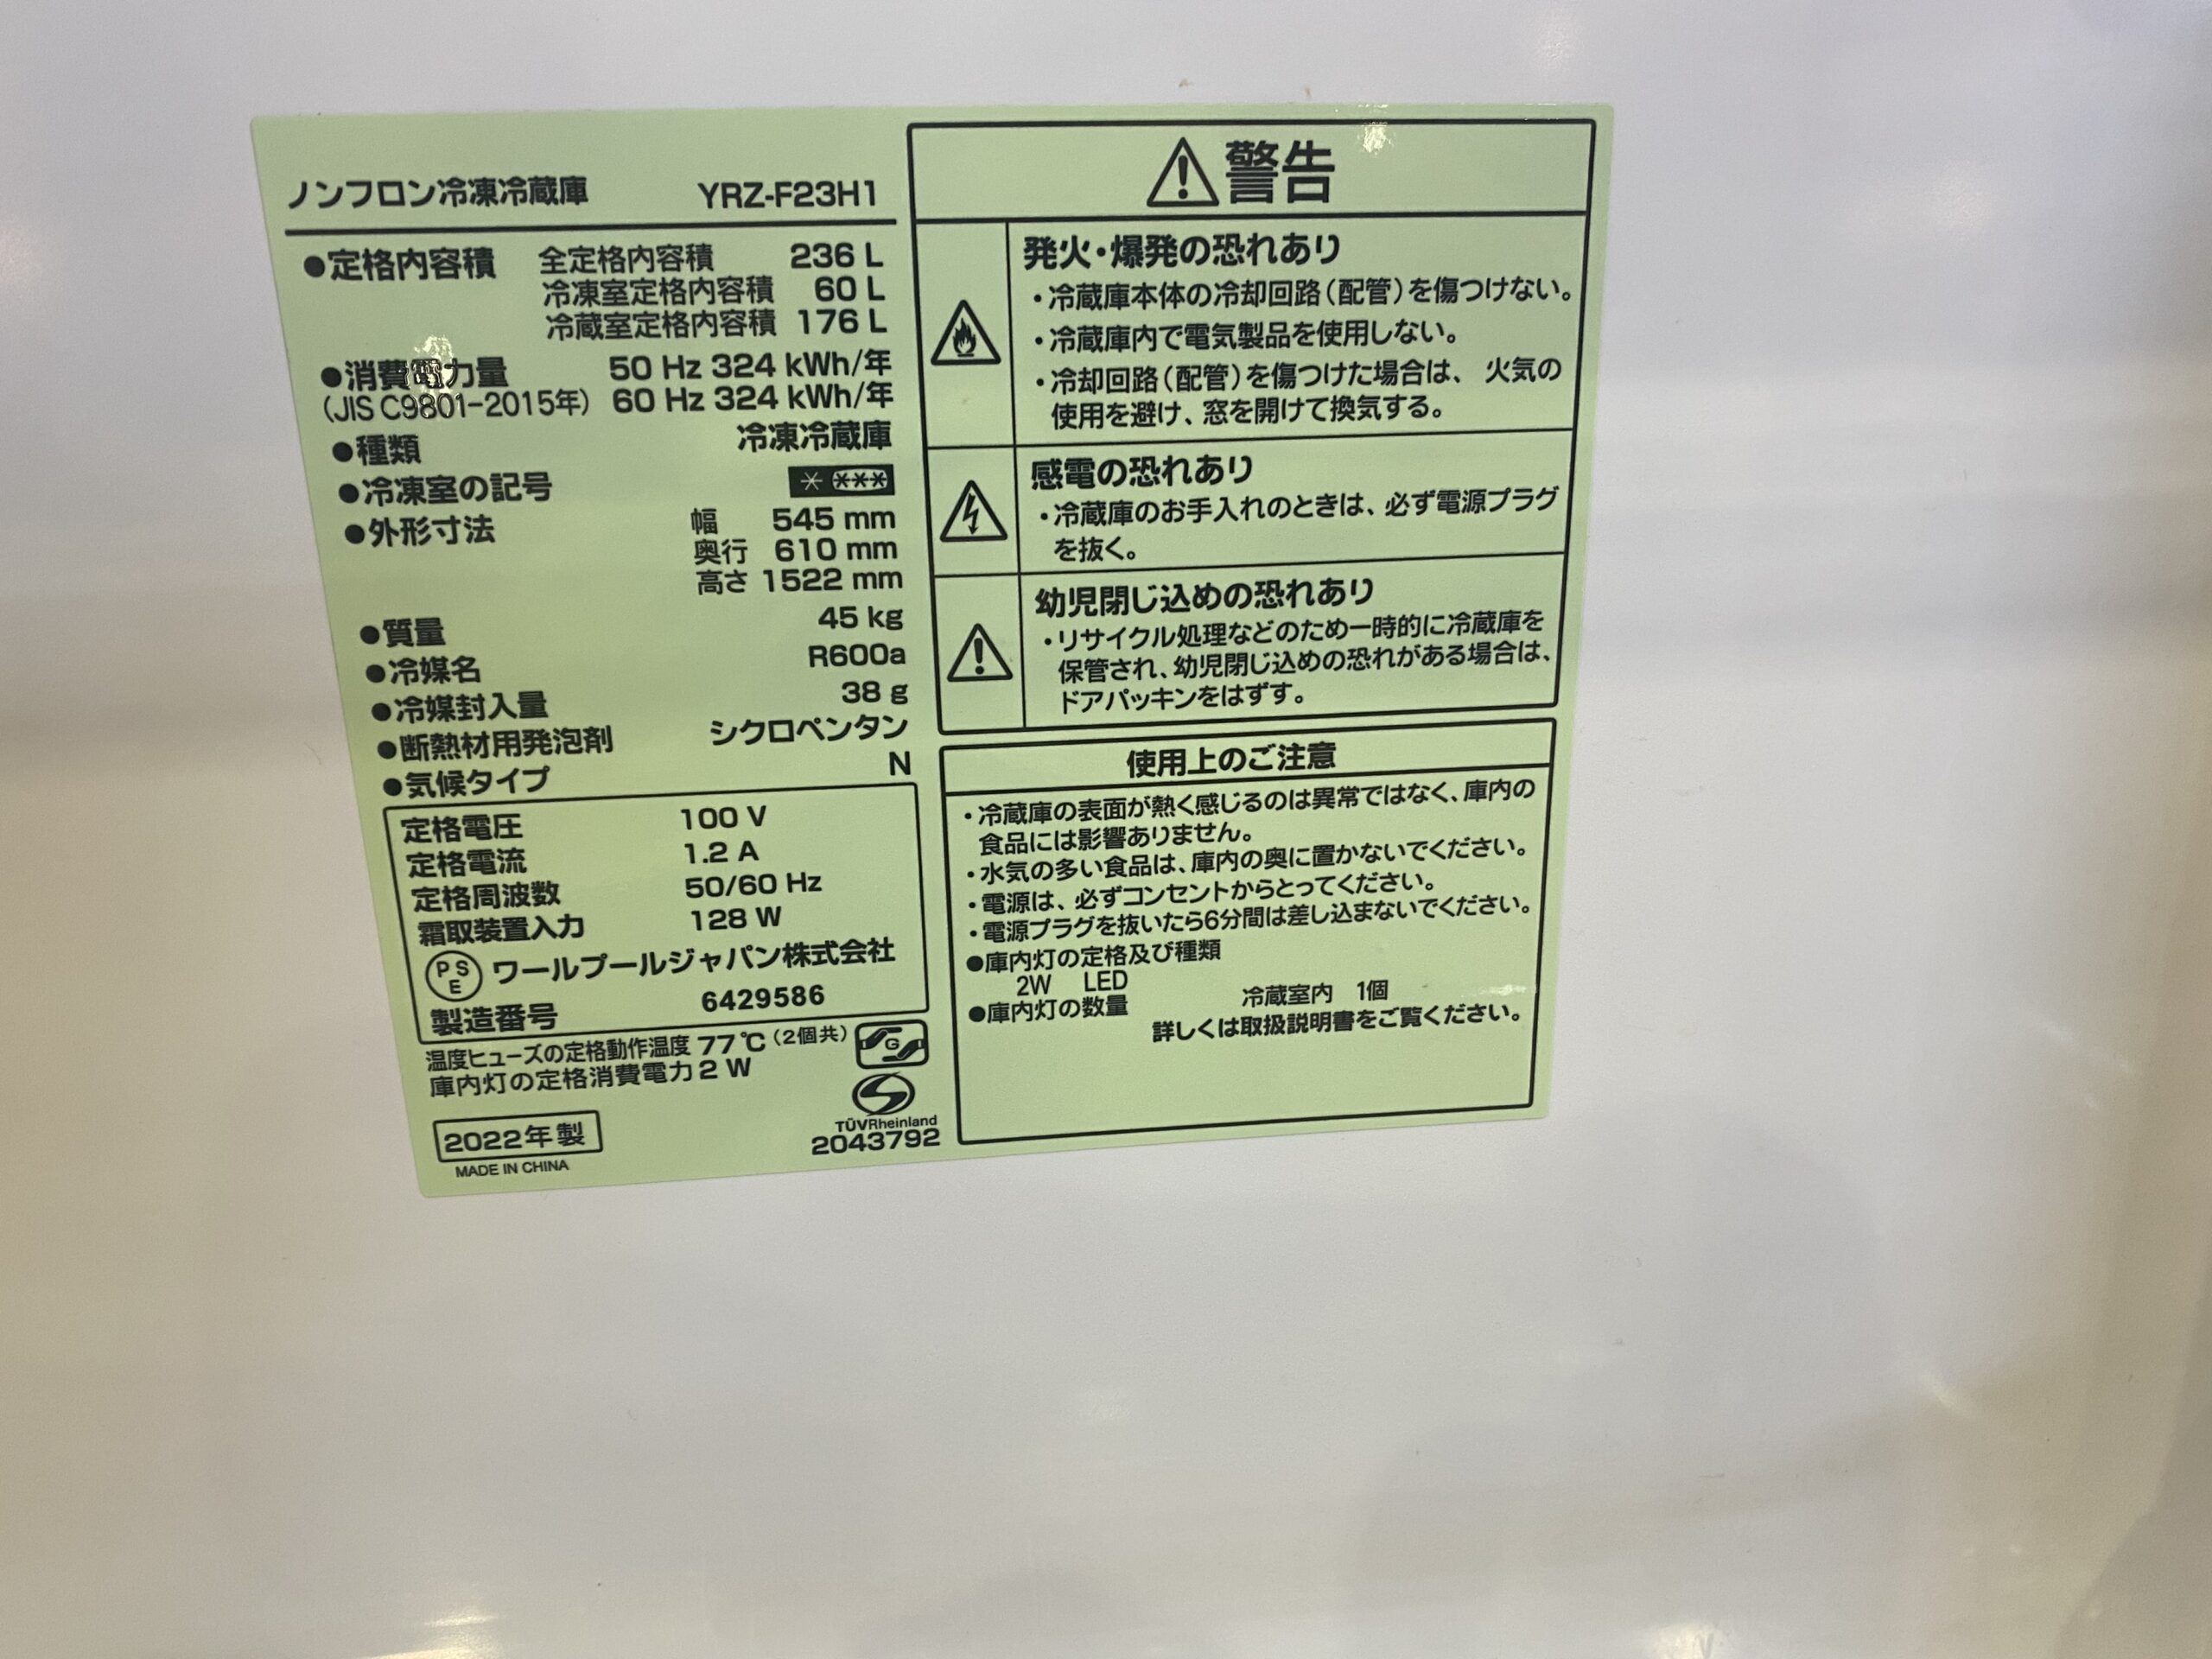 ノンフロン冷凍冷蔵庫 YRZ-F23H1
●定格内容積 全定格内容積 236 L
冷凍室定格内容積 60 L
冷蔵室定格内容積 176 L
●消費電力量 50 Hz 324 kWh/年
(JIS C9801-2015年) 60 Hz 324 kWh/年
●種類 冷凍冷蔵庫
●冷凍室の記号 * ***
●外形寸法 幅 545 mm
奥行 610 mm
高さ 1522 mm
●質量 45 kg
●冷媒名 R600a
●冷媒封入量 38 g
●断熱材用発泡剤 シクロペンタン
●気候タイプ N
定格電圧 100 V
定格電流 1.2 A
定格周波数 50/60 Hz
霜取装置入力 128 W
PSE ワールプールジャパン株式会社
製造番号 6429586
温度ヒューズの定格動作温度 77℃(2個共)
G
庫内灯の定格消費電力 2 W
TÜVRheinland
2043792
2022年 製
MADE IN CHINA
警告
発火・爆発の恐れあり
・冷蔵庫本体の冷却回路(配管)を傷つけない。
・冷蔵庫内で電気製品を使用しない。
・冷却回路(配管)を傷つけた場合は、火気の
使用を避け、窓を開けて換気する。
感電の恐れあり
・冷蔵庫のお手入れのときは、必ず電源プラグ
を抜く。
幼児閉じ込めの恐れあり
・リサイクル処理などのため一時的に冷蔵庫を
保管され、幼児閉じ込めの恐れがある場合は、
ドアパッキンをはずす。
使用上のご注意
・冷蔵庫の表面が熱く感じるのは異常ではなく、庫内の
食品には影響ありません。
・水気の多い食品は、庫内の奥に置かないでください。
・電源は、必ずコンセントからとってください。
・電源プラグを抜いたら6分間は差し込まないでください。
●庫内灯の定格及び種類
2W LED
●庫内灯の数量 冷蔵室内 1個
詳しくは取扱説明書をご覧ください。